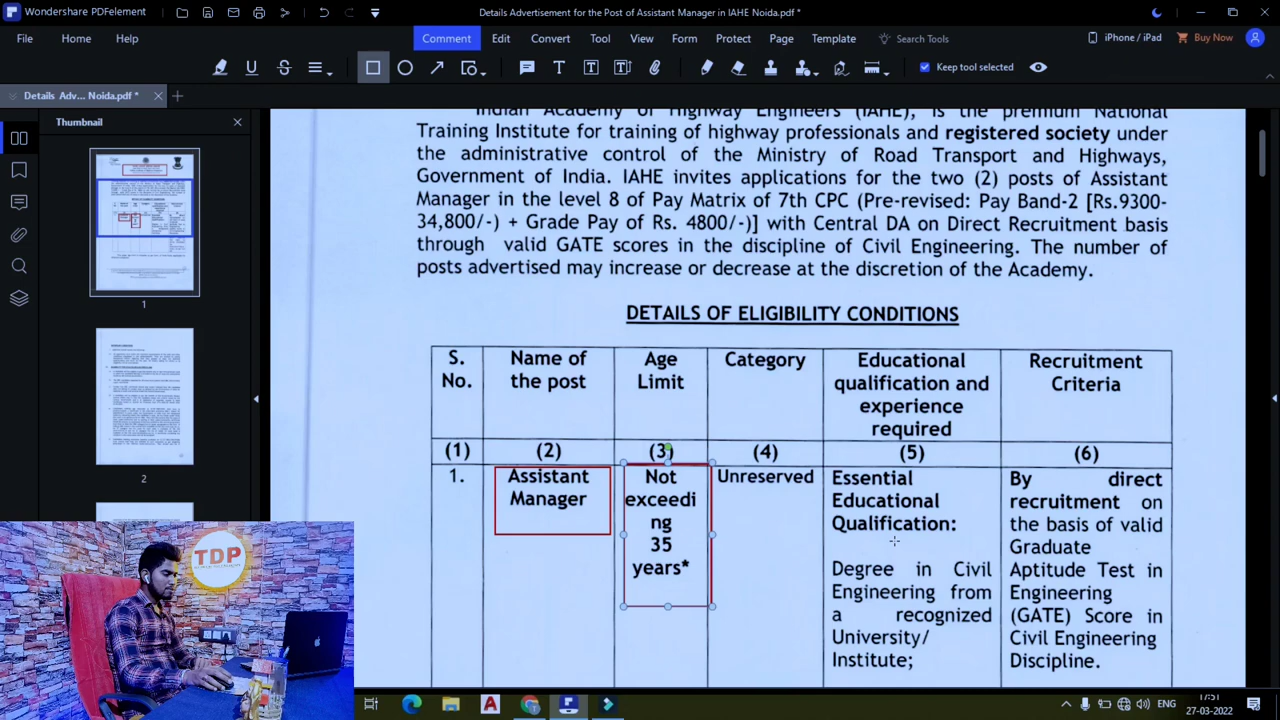 Wondershare PDFelement
Details Advertisement for the Post of Assistant Manager in IAHE Noida.pdf *
File
Home
Help
Comment
Edit
Convert
Tool
View
Form
Protect
Page
Template
Search Tools
iPhone / iPad
Buy Now
Keep tool selected
Details Adv... Noida.pdf *
Thumbnail
1
2
Indian Academy of Highway Engineers (IAHE), is the premium National
Training Institute for training of highway professionals and registered society under
the administrative control of the Ministry of Road Transport and Highways,
Government of India. IAHE invites applications for the two (2) posts of Assistant
Manager in the level 8 of Pay Matrix of 7th CPC (Pre-revised: Pay Band-2 [Rs.9300-
34,800/-) + Grade Pay of Rs. 4800/-)] with Central DA on Direct Recruitment basis
through valid GATE scores in the discipline of Civil Engineering. The number of
posts advertised may increase or decrease at the discretion of the Academy.
DETAILS OF ELIGIBILITY CONDITIONS
S. No.
Name of the post
Age Limit
Category
Educational qualification and experience required
Recruitment Criteria
(1)
(2)
(3)
(4)
(5)
(6)
1.
Assistant
Manager
Not
exceedi
ng
35
years*
Unreserved
Essential
Educational
Qualification:
Degree in Civil
Engineering from
a recognized
University/
Institute;
By direct
recruitment on
the basis of valid
Graduate
Aptitude Test in
Engineering
(GATE) Score in
Civil Engineering
Discipline.
TDP
ENG
17:51
27-03-2022